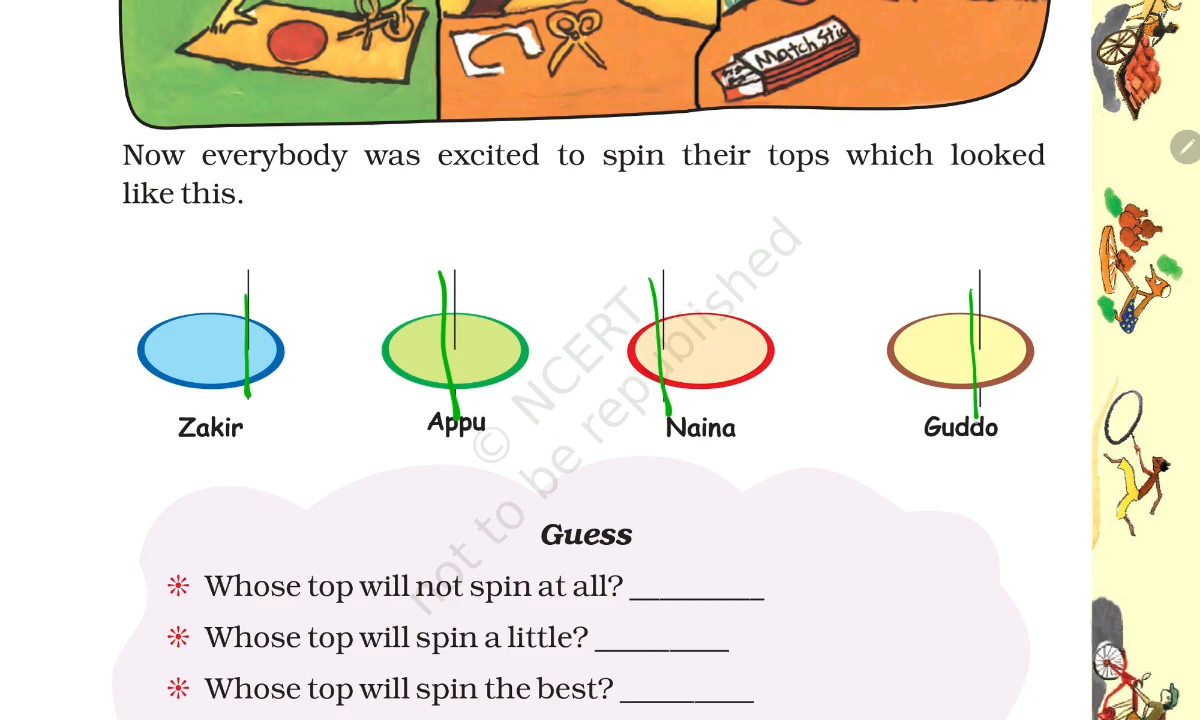 Match Stic
Now everybody was excited to spin their tops which looked
like this.
Zakir
Appu
Naina
Guddo
© NCERT
not to be republished
Guess
Whose top will not spin at all? _________
Whose top will spin a little? _________
Whose top will spin the best? _________